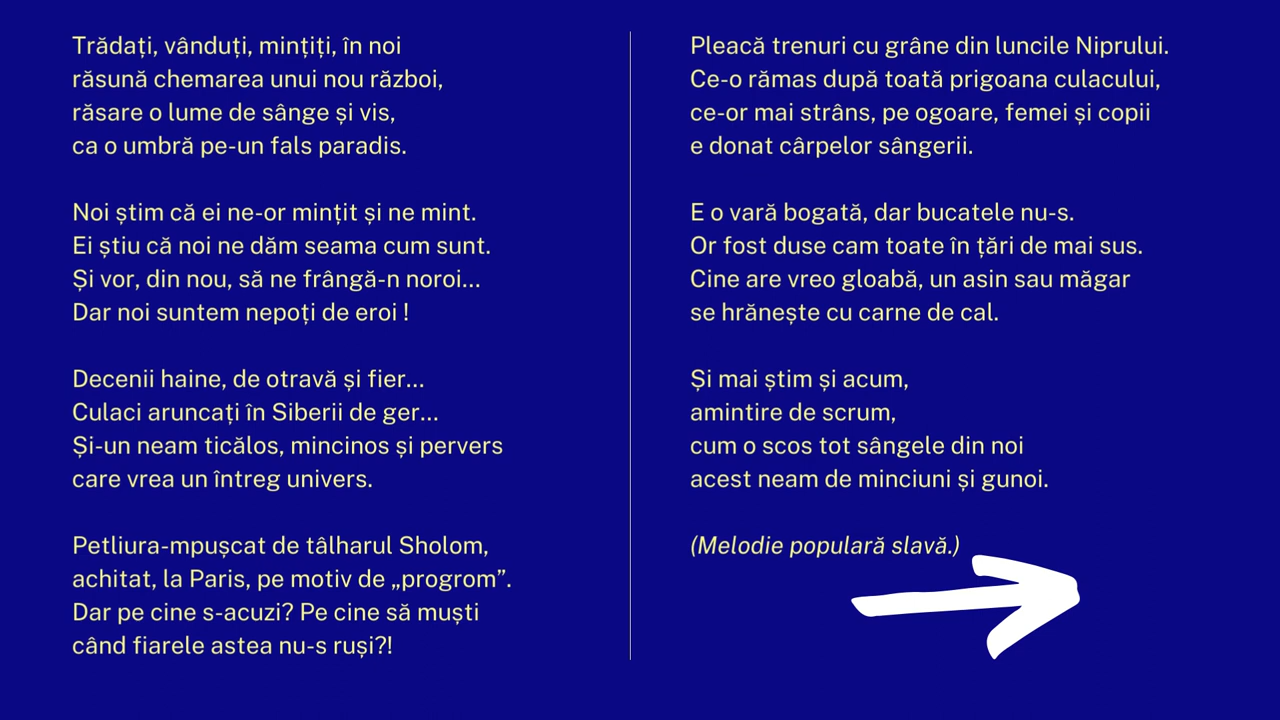 Trădați, vânduți, mințiți, în noi
răsună chemarea unui nou război,
răsare o lume de sânge și vis,
ca o umbră pe-un fals paradis.
Noi știm că ei ne-or mințit și ne mint.
Ei știu că noi ne dăm seama cum sunt.
Și vor, din nou, să ne frângă-n noroi...
Dar noi suntem nepoți de eroi !
Decenii haine, de otravă și fier...
Culaci aruncați în Siberii de ger...
Și-un neam ticălos, mincinos și pervers
care vrea un întreg univers.
Petliura-mpușcat de tâlharul Sholom,
achitat, la Paris, pe motiv de „progrom”.
Dar pe cine s-acuzi? Pe cine să muști
când fiarele astea nu-s ruși?!
Pleacă trenuri cu grâne din luncile Niprului.
Ce-o rămas după toată prigoana culacului,
ce-or mai strâns, pe ogoare, femei și copii
e donat cârpelor sângerii.
E o vară bogată, dar bucatele nu-s.
Or fost duse cam toate în țări de mai sus.
Cine are vreo gloabă, un asin sau măgar
se hrănește cu carne de cal.
Și mai știm și acum,
amintire de scrum,
cum o scos tot sângele din noi
acest neam de minciuni și gunoi.
(Melodie populară slavă.)